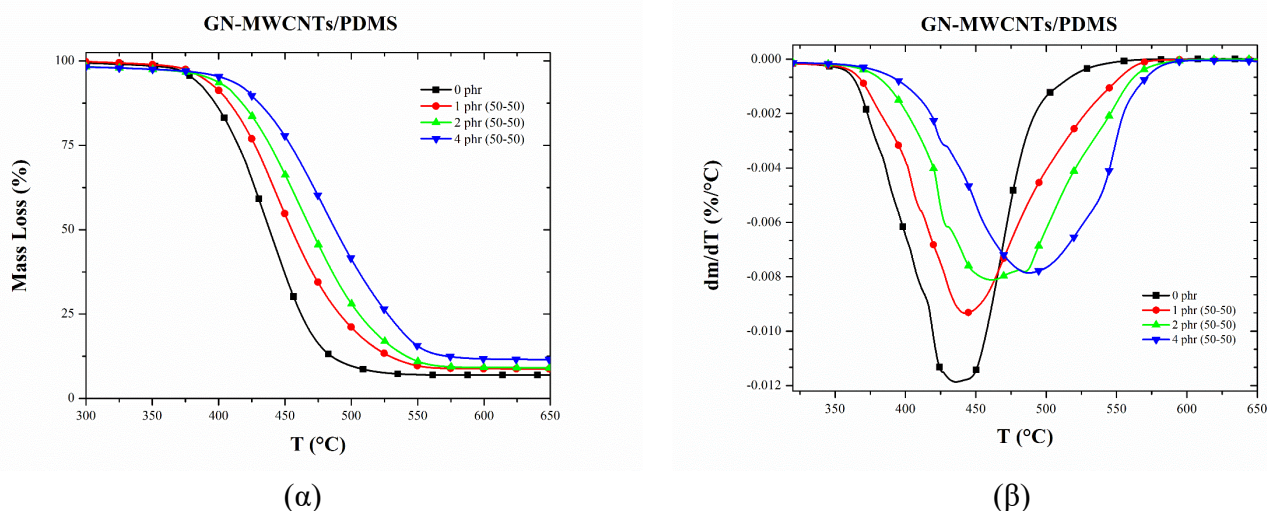 GN-MWCNTs/PDMS
100
75
50
25
0
Mass Loss (%)
0 phr
1 phr (50-50)
2 phr (50-50)
4 phr (50-50)
300 350 400 450 500 550 600 650
T (°C)
(α)
GN-MWCNTs/PDMS
0.000
-0.002
-0.004
-0.006
-0.008
-0.010
-0.012
dm/dT (%/°C)
0 phr
1 phr (50-50)
2 phr (50-50)
4 phr (50-50)
350 400 450 500 550 600 650
T (°C)
(β)